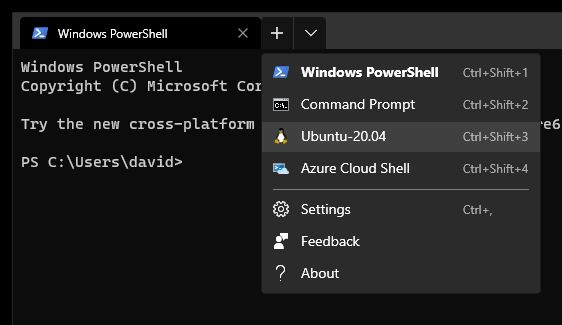 Windows PowerShell
Windows PowerShell
Copyright (C) Microsoft Cor
Try the new cross-platform
PS C:\Users\david>
Windows PowerShell Ctrl+Shift+1
Command Prompt Ctrl+Shift+2
Ubuntu-20.04 Ctrl+Shift+3
Azure Cloud Shell Ctrl+Shift+4
Settings Ctrl+,
Feedback
About